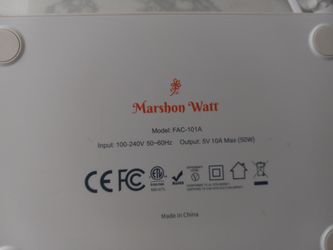 Marshon Watt
Model: FAC-101A
Input: 100-240V 50~60Hz Output: 5V 10A Max (50W)
CE FC
Made in China